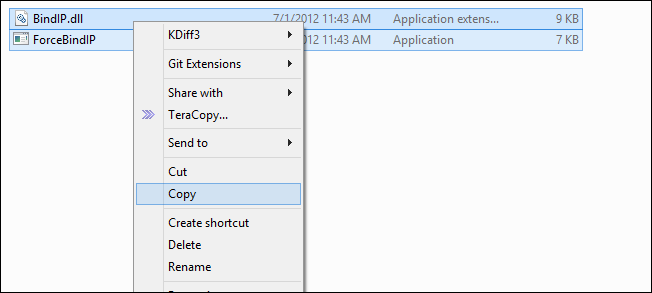 BindIP.dll 7/1/2012 11:43 AM Application extens... 9 KB
ForceBindIP 2012 11:43 AM Application 7 KB
KDiff3
Git Extensions
Share with
TeraCopy...
Send to
Cut
Copy
Create shortcut
Delete
Rename